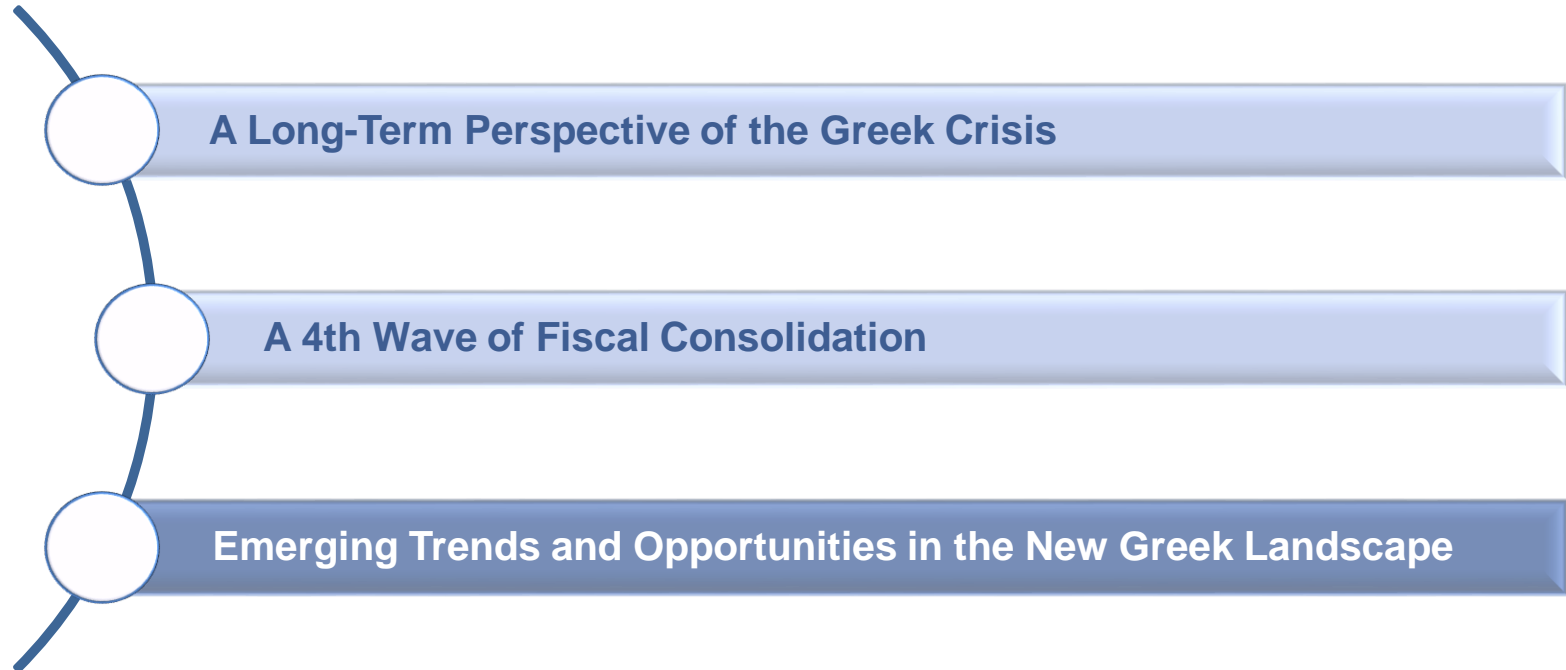 A Long-Term Perspective of the Greek Crisis
A 4th Wave of Fiscal Consolidation
Emerging Trends and Opportunities in the New Greek Landscape